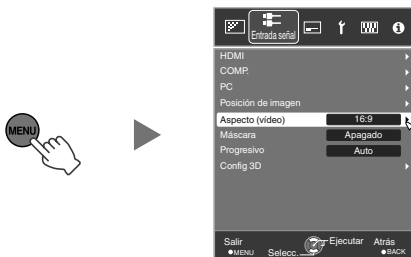 MENU
Entrada señal
HDMI
COMP.
PC
Posición de imagen
Aspecto (vídeo) 16:9
Máscara Apagado
Progresivo Auto
Config 3D
Salir Ejecutar Atrás
MENU Selecc. BACK